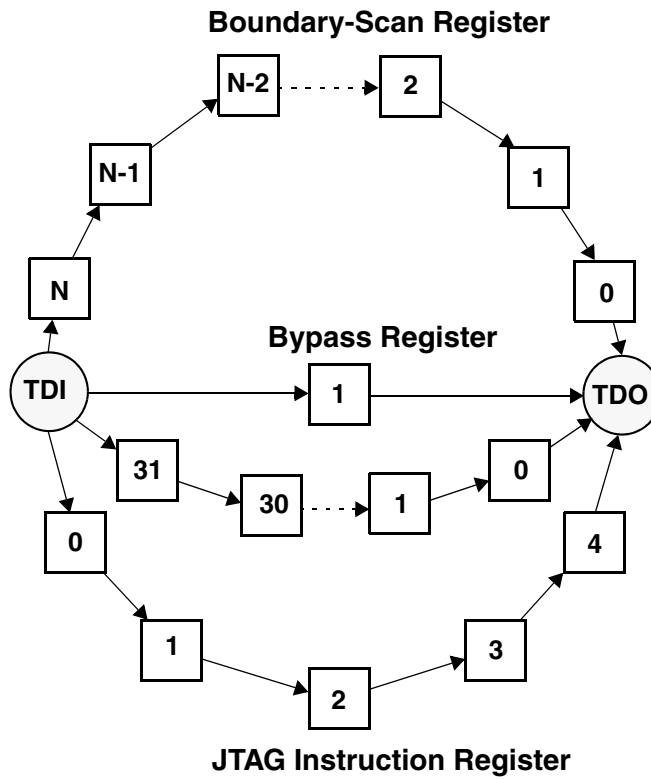 Boundary-Scan Register
N-2
2
N-1
1
N
0
Bypass Register
TDI
1
TDO
31
0
30
1
0
4
1
3
2
JTAG Instruction Register